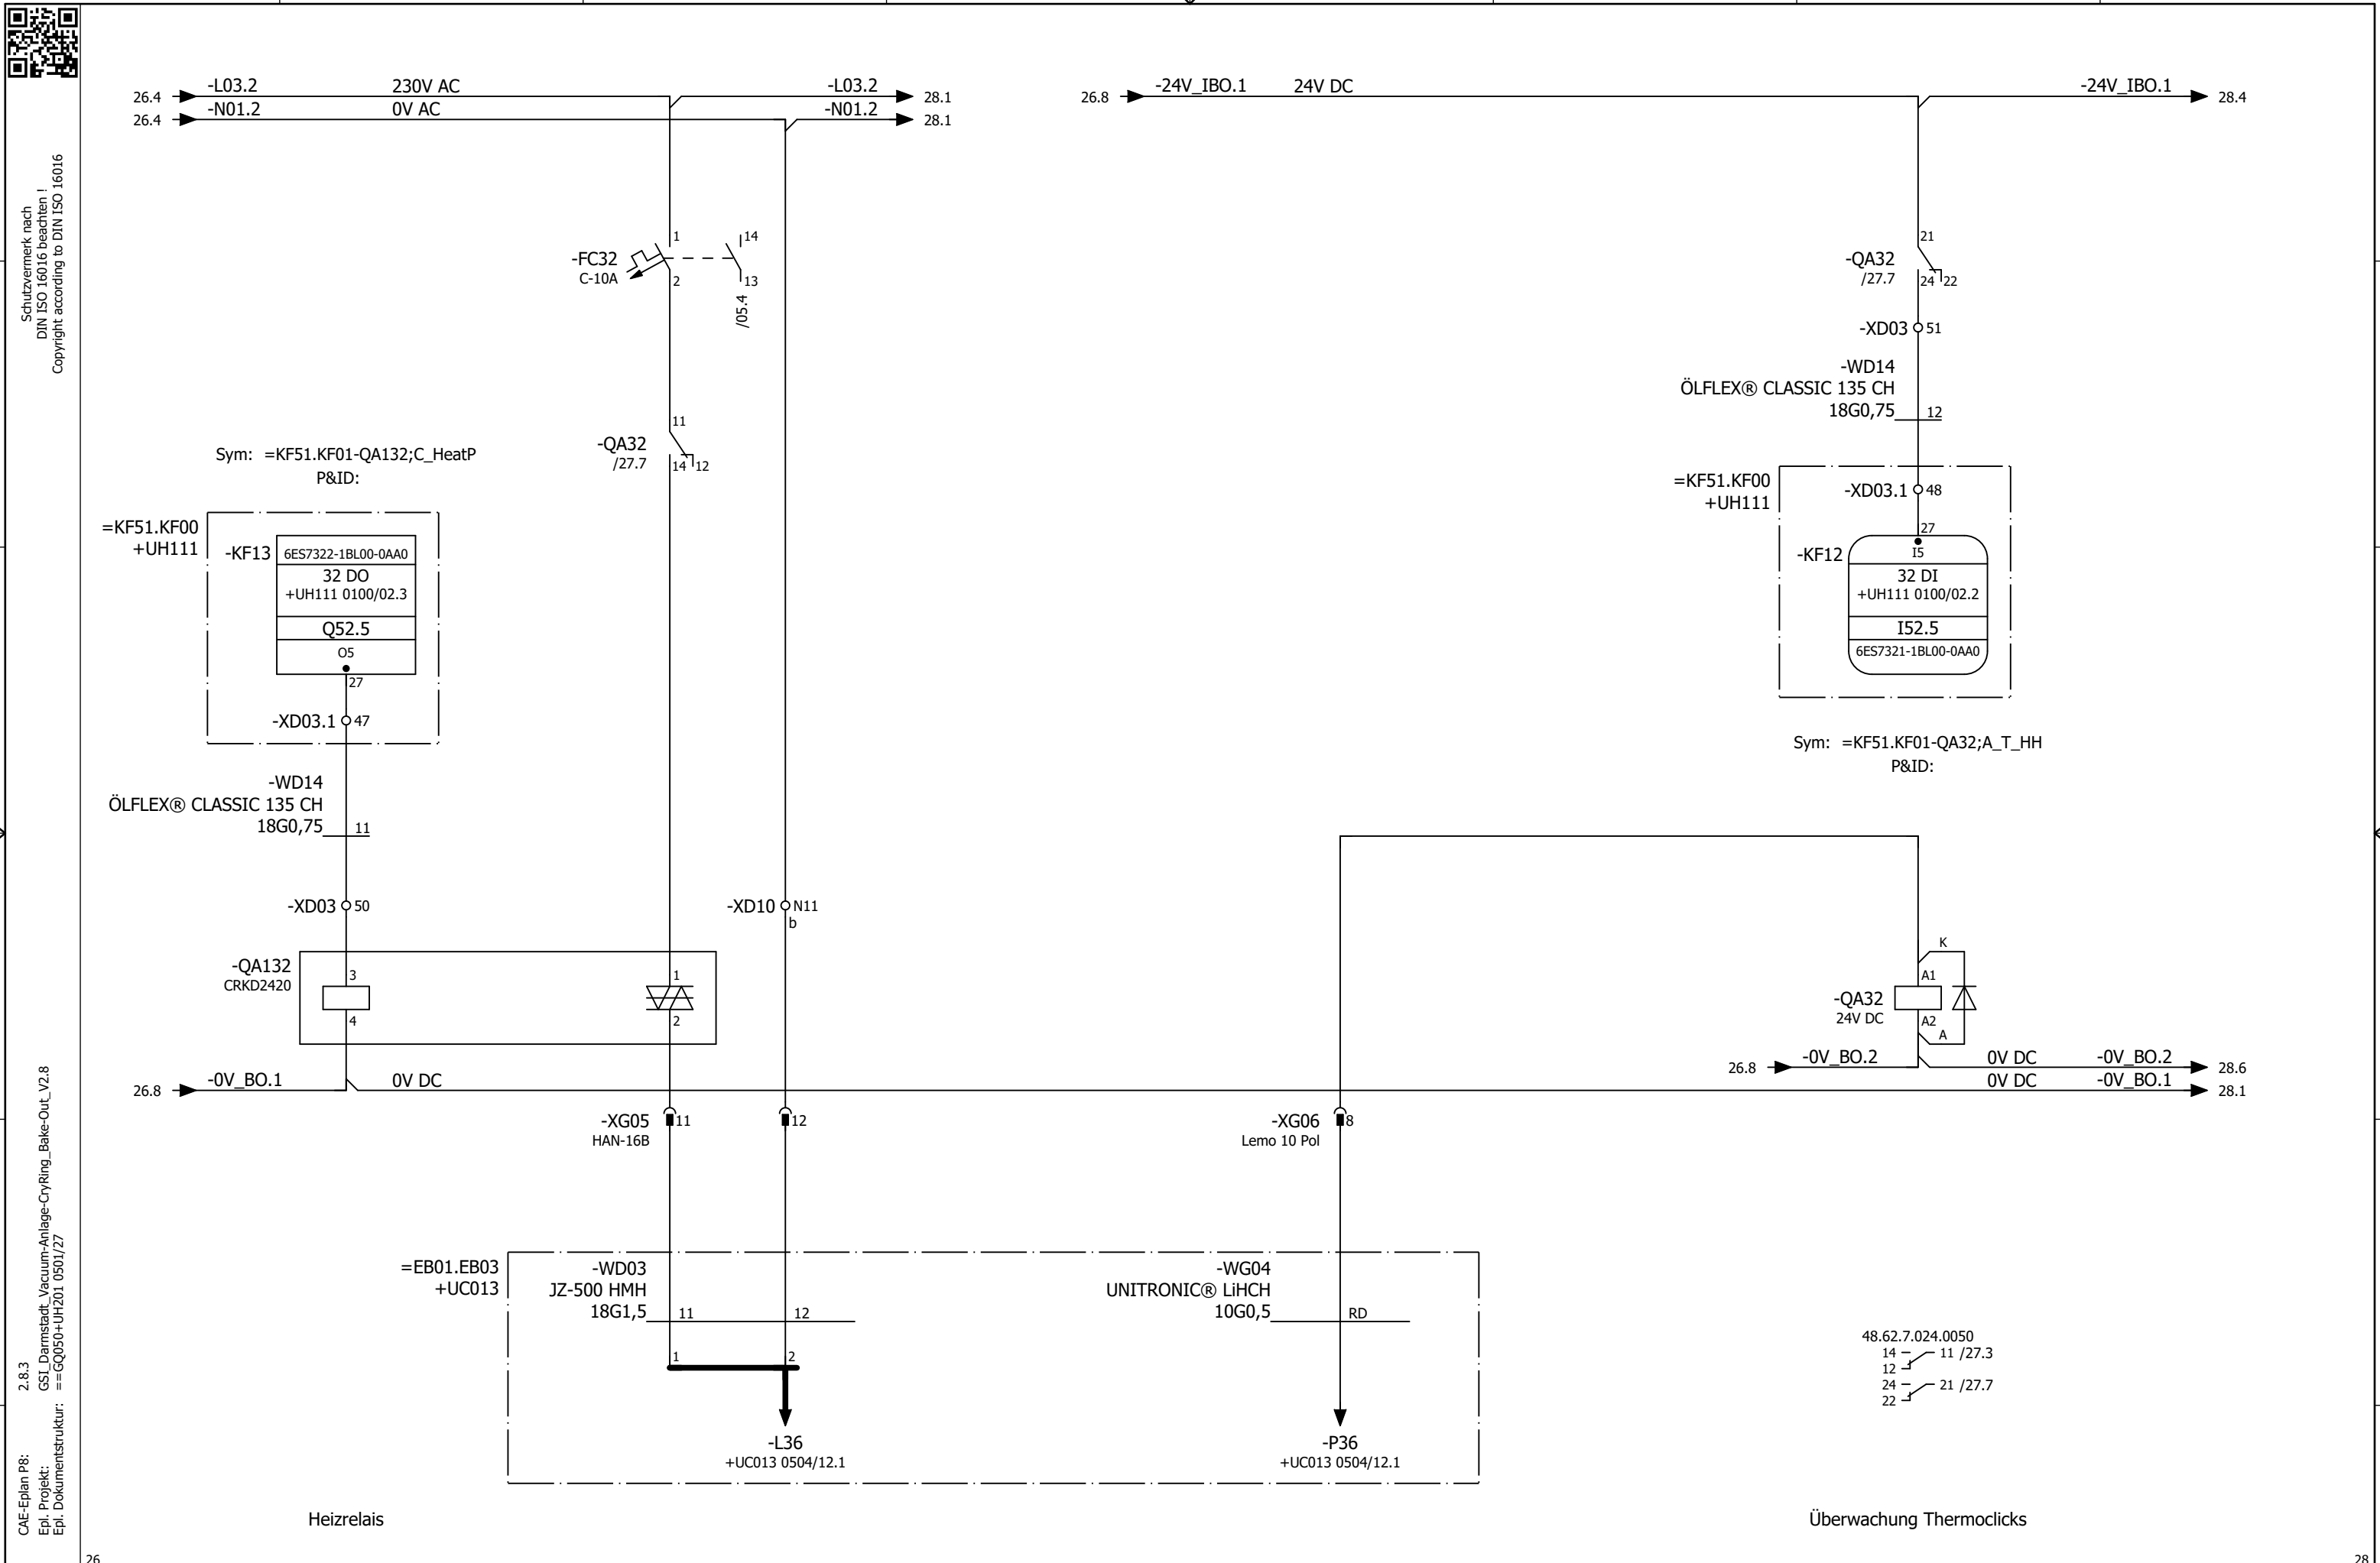 26.4
-L03.2
230V AC
-L03.2
28.1
26.4
-N01.2
0V AC
-N01.2
28.1
26.8
-24V_IBO.1
24V DC
-24V_IBO.1
28.4
Schutzvermerk nach
DIN ISO 16016 beachten !
Copyright according to DIN ISO 16016
-FC32
C-10A
1
2
14
13
/05.4
-QA32
/27.7
21
24
22
-XD03
51
-WD14
ÖLFLEX® CLASSIC 135 CH
18G0,75
12
-QA32
/27.7
11
14
12
Sym: =KF51.KF01-QA132;C_HeatP
P&ID:
=KF51.KF00
+UH111
-KF13
6ES7322-1BL00-0AA0
32 DO
+UH111 0100/02.3
Q52.5
O5
27
-XD03.1
47
-WD14
ÖLFLEX® CLASSIC 135 CH
18G0,75
11
-XD03
50
=KF51.KF00
+UH111
-XD03.1
48
27
-KF12
I5
32 DI
+UH111 0100/02.2
I52.5
6ES7321-1BL00-0AA0
Sym: =KF51.KF01-QA32;A_T_HH
P&ID:
-XD10
N11
b
-QA132
CRKD2420
3
4
1
2
-QA32
24V DC
K
A1
A2
A
26.8
-0V_BO.2
0V DC
-0V_BO.2
28.6
26.8
-0V_BO.1
0V DC
0V DC
-0V_BO.1
28.1
-XG05
HAN-16B
11
12
-XG06
Lemo 10 Pol
8
=EB01.EB03
+UC013
-WD03
JZ-500 HMH
18G1,5
11
12
1
2
-L36
+UC013 0504/12.1
-WG04
UNITRONIC® LiHCH
10G0,5
RD
-P36
+UC013 0504/12.1
48.62.7.024.0050
14
11 /27.3
12
24
21 /27.7
22
Heizrelais
Überwachung Thermoclicks
CAE-Eplan P8: 2.8.3
Epl. Projekt: GSI_Darmstadt_Vacuum-Anlage-CryRing_Bake-Out_V2.8
Epl. Dokumentstruktur: ==GQ050+UH201 0501/27
26
28